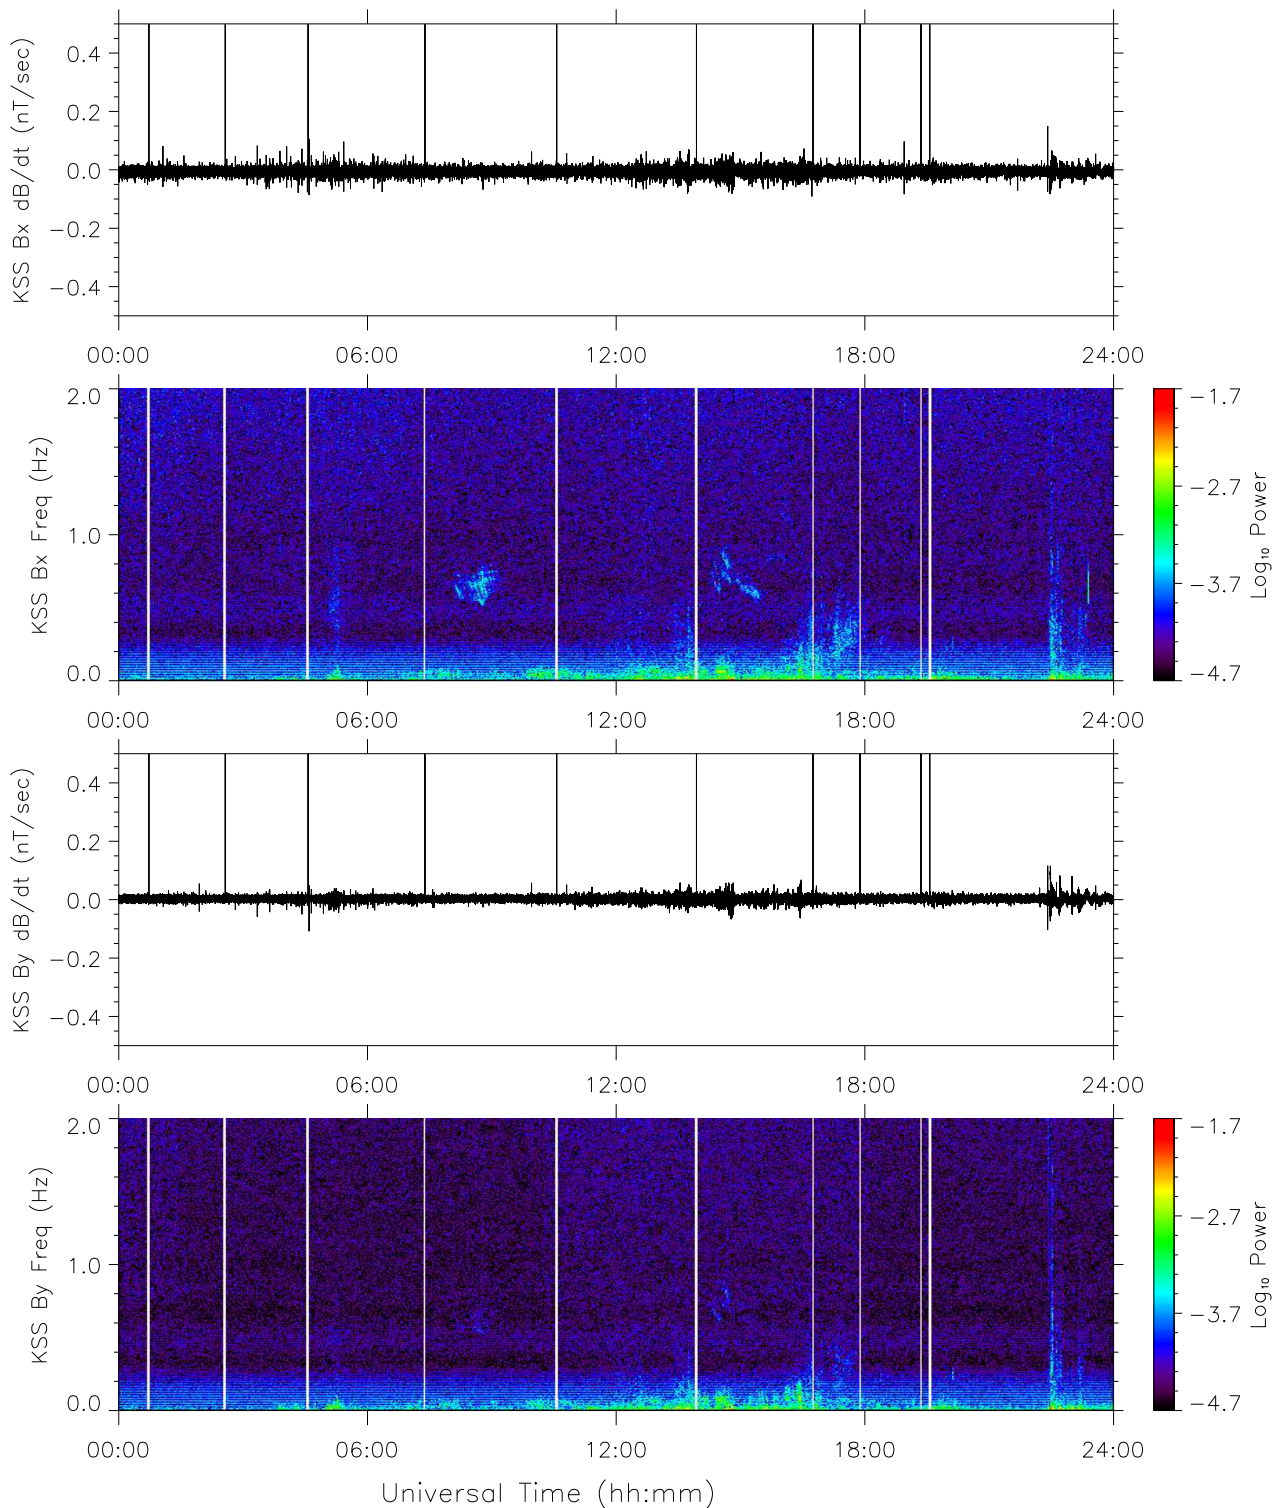 KSS Bx dB/dt (nT/sec)
0.4
0.2
0.0
−0.2
−0.4
00:00 06:00 12:00 18:00 24:00
KSS Bx Freq (Hz)
2.0
1.0
0.0
−1.7
−2.7
−3.7
−4.7
Log₁₀ Power
00:00 06:00 12:00 18:00 24:00
KSS By dB/dt (nT/sec)
0.4
0.2
0.0
−0.2
−0.4
00:00 06:00 12:00 18:00 24:00
KSS By Freq (Hz)
2.0
1.0
0.0
−1.7
−2.7
−3.7
−4.7
Log₁₀ Power
00:00 06:00 12:00 18:00 24:00
Universal Time (hh:mm)